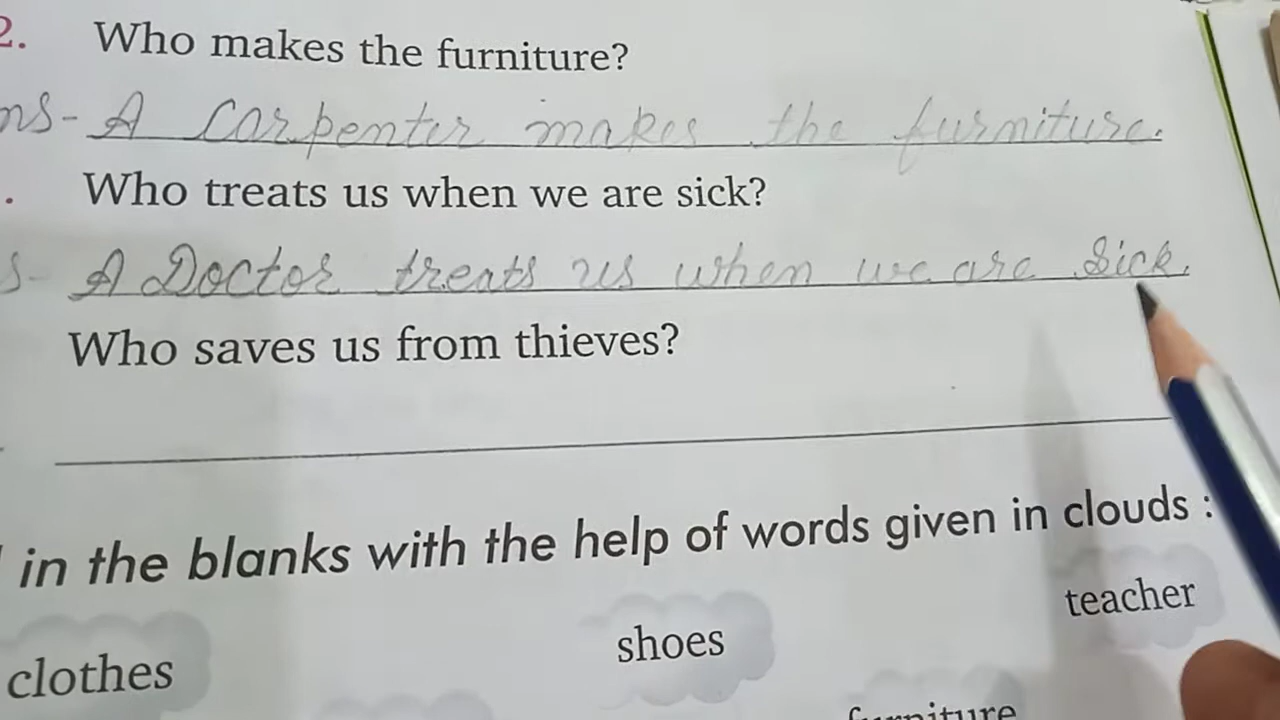 2. Who makes the furniture?
ns- A Carpenter makes the furniture.
. Who treats us when we are sick?
s- A Doctor treats us when we are Sick.
Who saves us from thieves?
in the blanks with the help of words given in clouds :
teacher
shoes
clothes
furniture